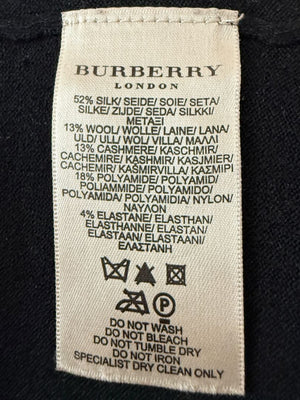 BURBERRY
LONDON
52% SILK/ SEIDE/ SOIE/ SETA/
SILKE/ ZIJDE/ SEDA/ SILKKI/
ΜΕΤΑΞΙ
13% WOOL/ WOLLE/ LAINE/ LANA/
ULD/ ULL/ WOL/ VILLA/ ΜΑΛΛΙ
13% CASHMERE/ KASCHMIR/
CACHEMIRE/ KASHMIR/ KASJMIER/
CACHEMIR/ KAŠMIRVILLA/ ΚΑΣΜΙΡΙ
18% POLYAMIDE/ POLYAMID/
POLIAMMIDE/ POLYAMIDO/
POLYAMIDA/ POLYAMIDIA/ NYLON/
ΝΑΥΛΟΝ
4% ELASTANE/ ELASTHAN/
ELASTHANNE/ ELASTAN/
ELASTAAN/ ELASTAANI/
ΕΛΑΣΤΑΝΗ
P
DO NOT WASH
DO NOT BLEACH
DO NOT TUMBLE DRY
DO NOT IRON
SPECIALIST DRY CLEAN ONLY